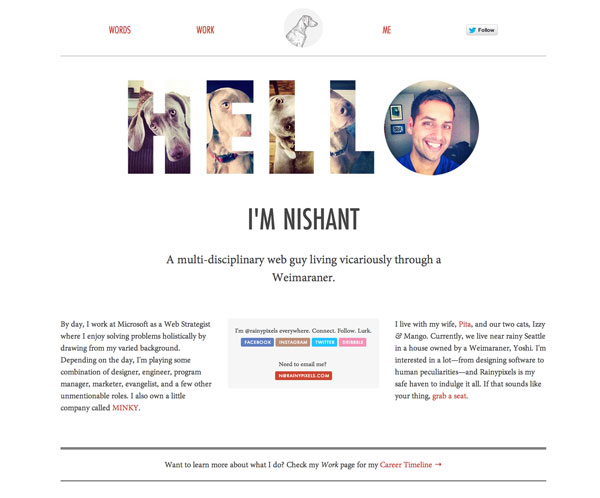 WORDS WORK ME Follow
HELLO
I'M NISHANT
A multi-disciplinary web guy living vicariously through a
Weimaraner.
By day, I work at Microsoft as a Web Strategist
where I enjoy solving problems holistically by
drawing from my varied background.
Depending on the day, I'm playing some
combination of designer, engineer, program
manager, marketer, evangelist, and a few other
unmentionable roles. I also own a little
company called MINKY.
I'm @rainypixels everywhere. Connect. Follow. Lurk.
FACEBOOK INSTAGRAM TWITTER DRIBBBLE
Need to email me?
N@RAINYPIXELS.COM
I live with my wife, Pita, and our two cats, Izzy
& Mango. Currently, we live near rainy Seattle
in a house owned by a Weimaraner, Yoshi. I'm
interested in a lot—from designing software to
human peculiarities—and Rainypixels is my
safe haven to indulge it all. If that sounds like
your thing, grab a seat.
Want to learn more about what I do? Check my Work page for my Career Timeline →